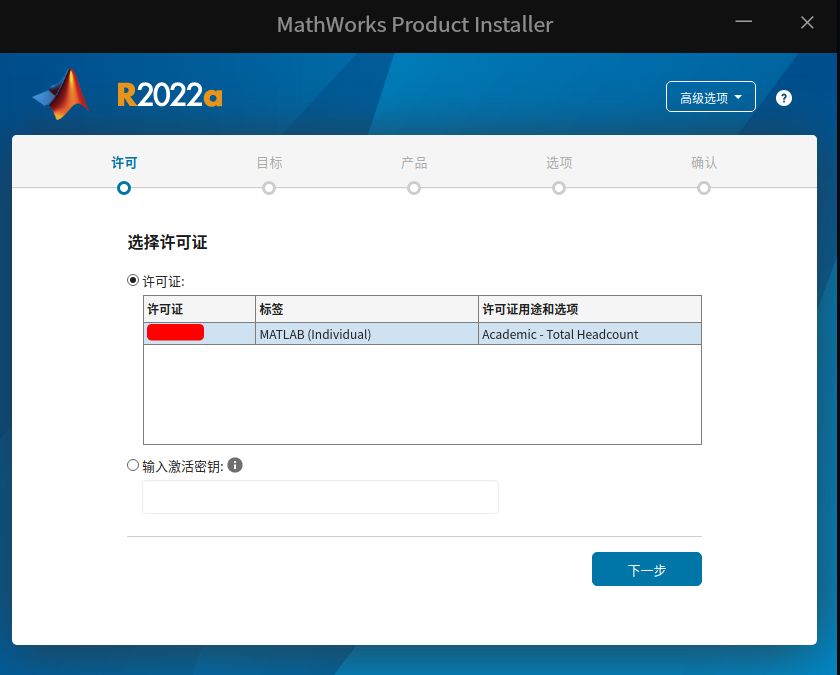 MathWorks Product Installer
R2022a
高级选项
?
许可 目标 产品 选项 确认
选择许可证
许可证:
许可证 标签 许可证用途和选项
MATLAB (Individual) Academic - Total Headcount
输入激活密钥: i
下一步